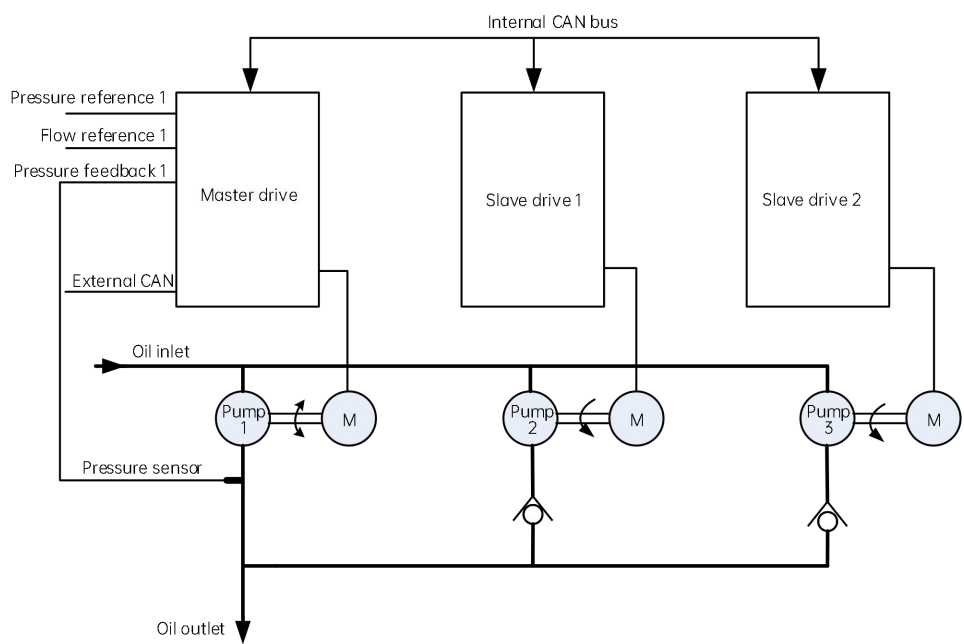 Internal CAN bus
Pressure reference 1
Flow reference 1
Pressure feedback 1
Master drive
Slave drive 1
Slave drive 2
External CAN
Oil inlet
Pump
1
M
Pump
2
M
Pump
3
M
Pressure sensor
Oil outlet